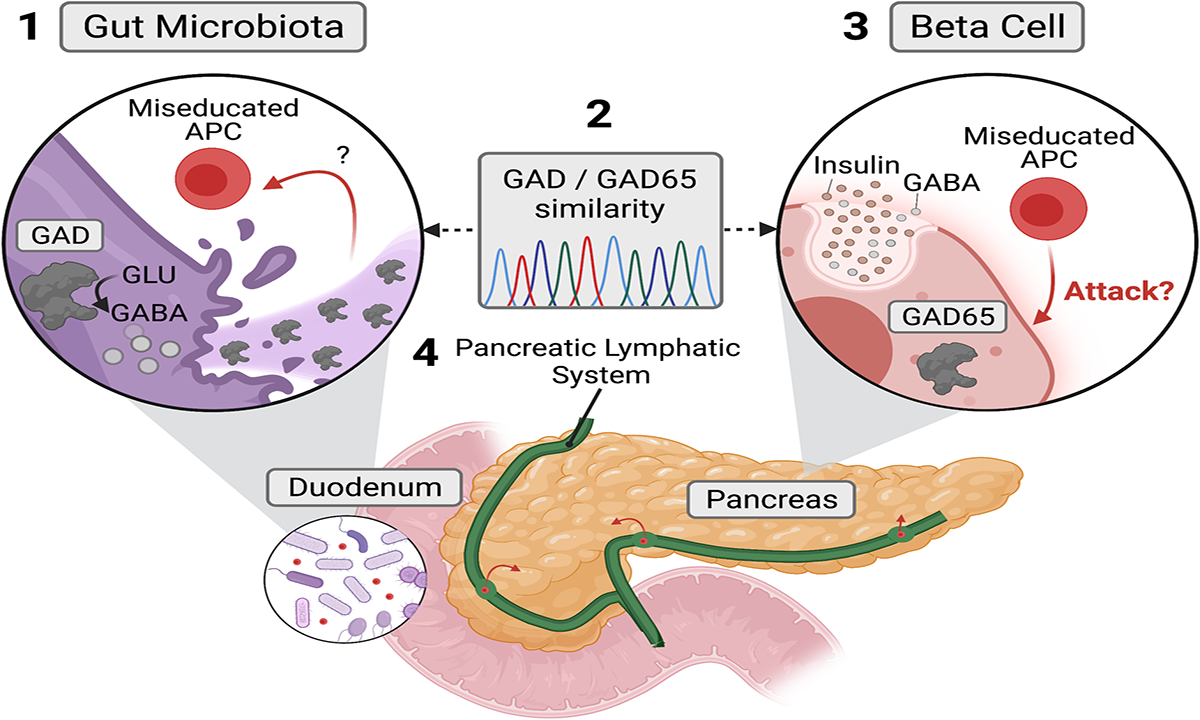 1 Gut Microbiota
Miseducated
APC
?
GAD
GLU
GABA
2
GAD / GAD65
similarity
3 Beta Cell
Miseducated
APC
Insulin
GABA
Attack?
GAD65
4 Pancreatic Lymphatic
System
Duodenum
Pancreas